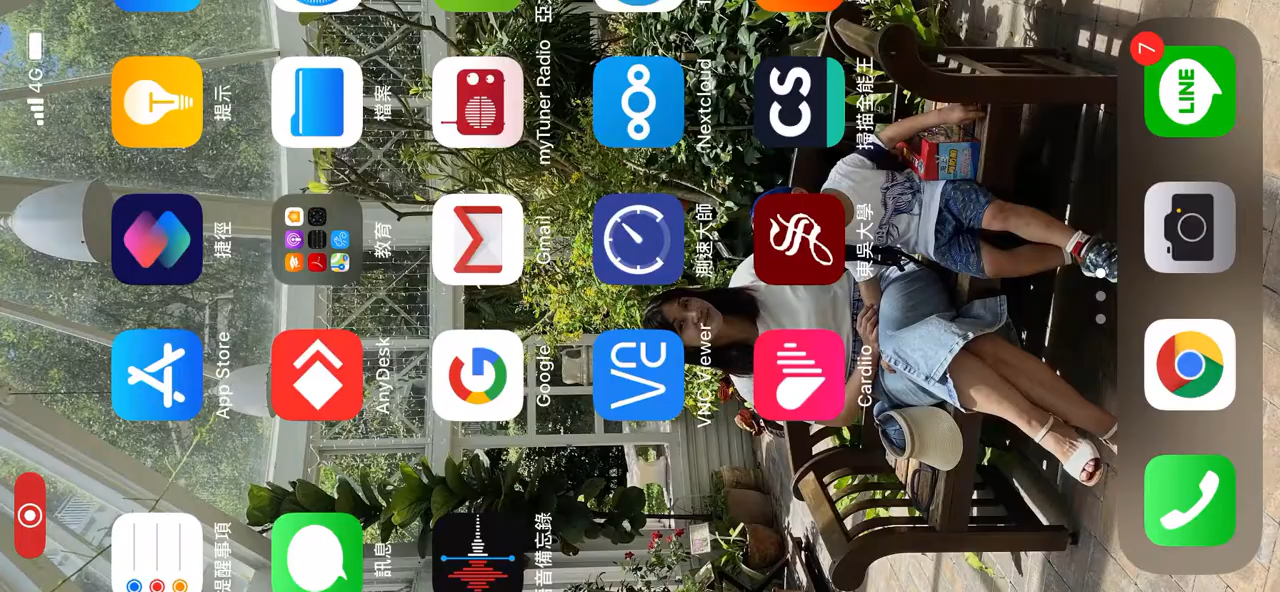 4G
提醒事項
App Store
捷徑
提示
訊息
AnyDesk
教育
檔案
音備忘錄
Google
Gmail
myTuner Radio
亞
VNC Viewer
測速大師
Nextcloud
CS
Cardiio
東吳大學
掃描全能王
7
LINE